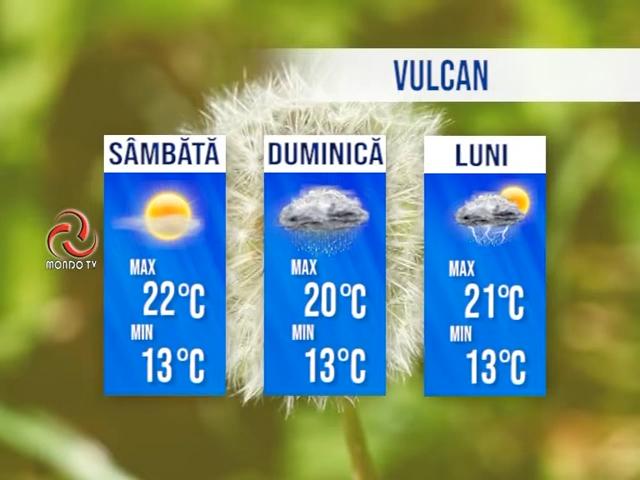 VULCAN
SÂMBĂTĂ
MAX
22°C
MIN
13°C
DUMINICĂ
MAX
20°C
MIN
13°C
LUNI
MAX
21°C
MIN
13°C
MONDO TV